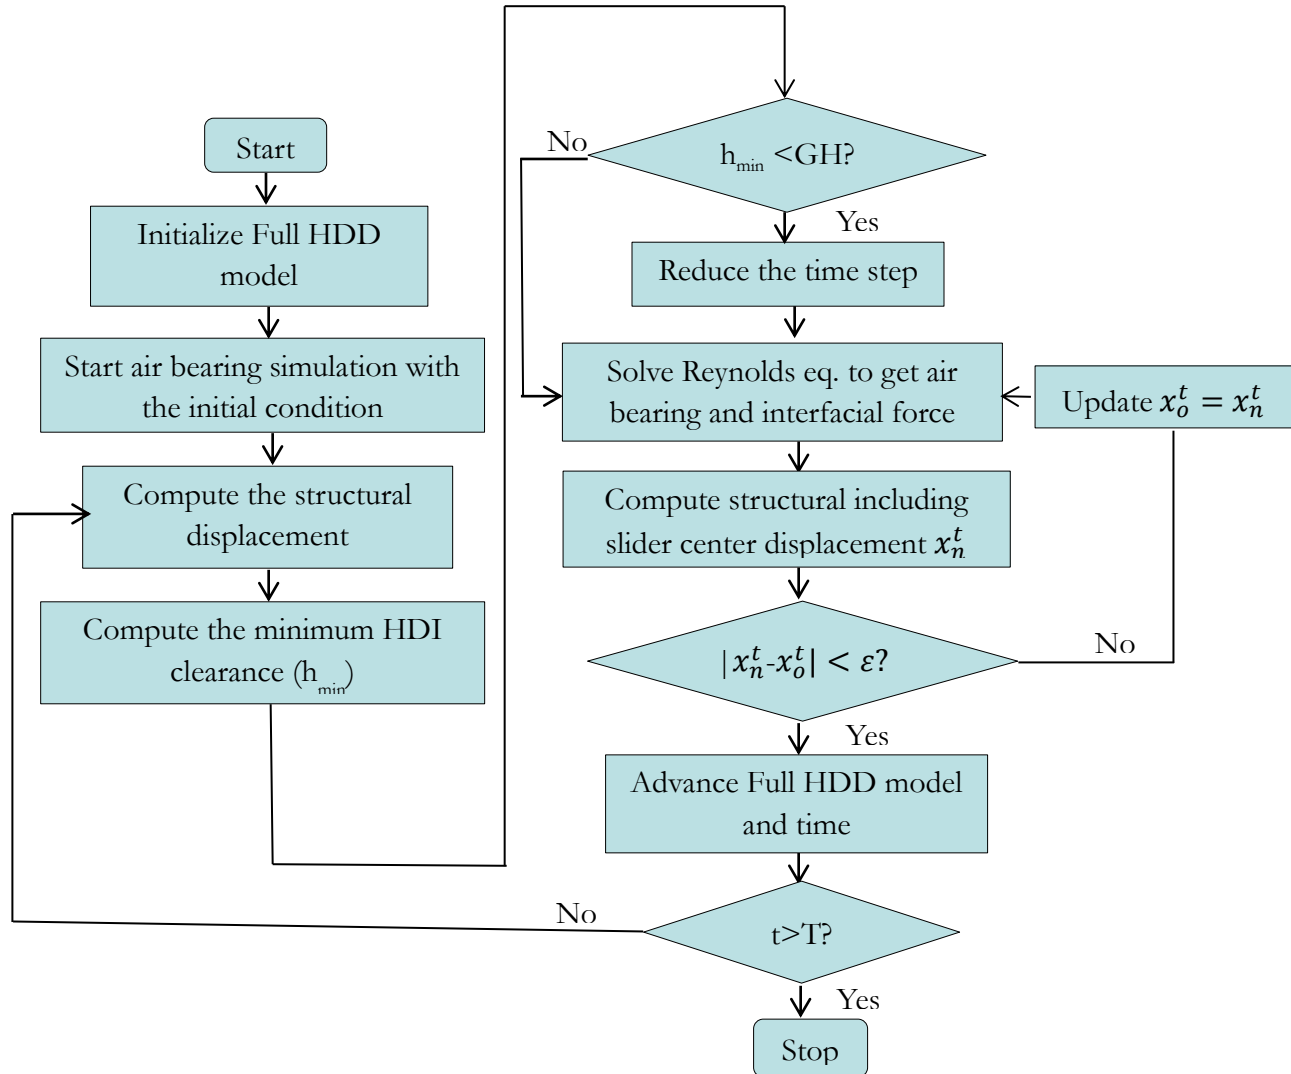 Start
Initialize Full HDD
model
Start air bearing simulation with
the initial condition
Compute the structural
displacement
Compute the minimum HDI
clearance (h_min)
h_min <GH?
No
Yes
Reduce the time step
Solve Reynolds eq. to get air
bearing and interfacial force
Update x_o^t = x_n^t
Compute structural including
slider center displacement x_n^t
|x_n^t-x_o^t| < ε?
No
Yes
Advance Full HDD model
and time
No
t>T?
Yes
Stop